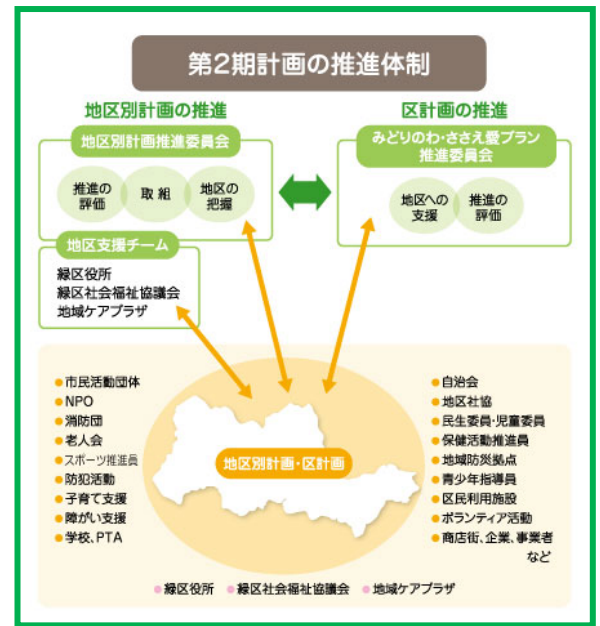 第2期計画の推進体制
地区別計画の推進
地区別計画推進委員会
推進の
評価
取組
地区の
把握
地区支援チーム
緑区役所
緑区社会福祉協議会
地域ケアプラザ
区計画の推進
みどりのわ・ささえ愛プラン
推進委員会
地区への
支援
推進の
評価
●市民活動団体
●NPO
●消防団
●老人会
●スポーツ推進員
●防犯活動
●子育て支援
●障がい支援
●学校、PTA
地区別計画・区計画
●自治会
●地区社協
●民生委員・児童委員
●保健活動推進員
●地域防災拠点
●青少年指導員
●区民利用施設
●ボランティア活動
●商店街、企業、事業者
など
●緑区役所 ●緑区社会福祉協議会 ●地域ケアプラザ